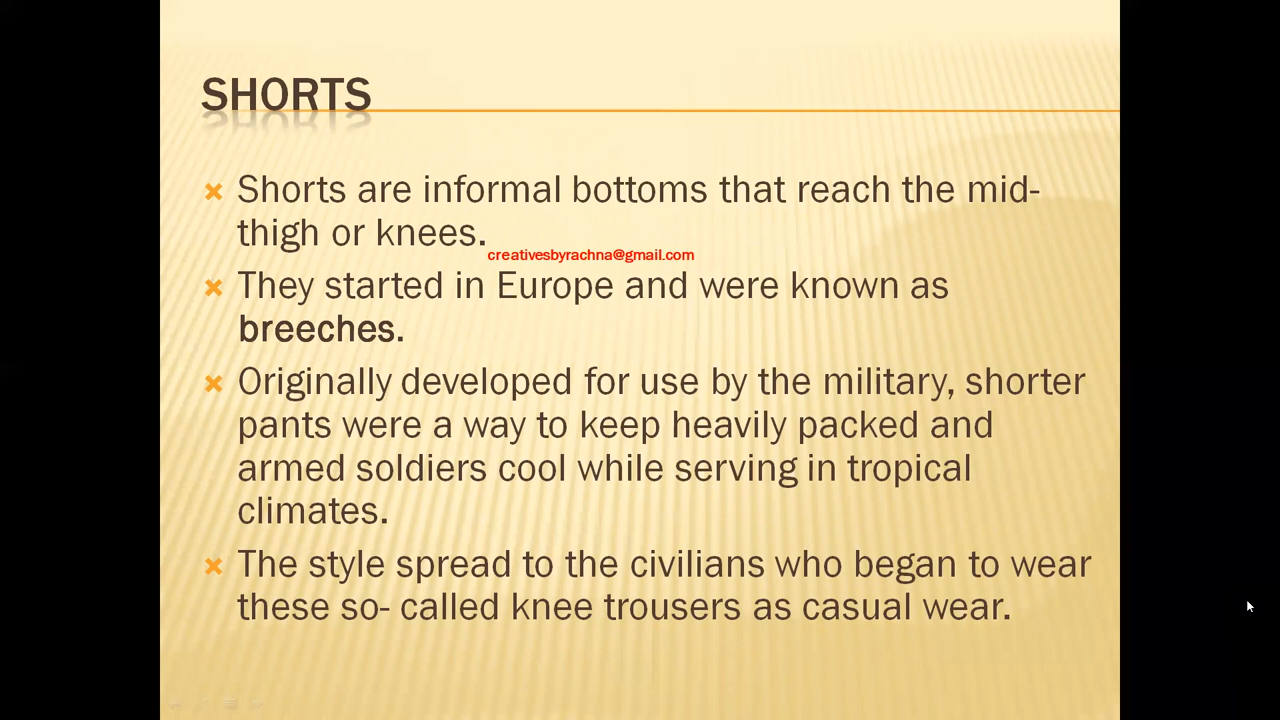 SHORTS
Shorts are informal bottoms that reach the mid-
thigh or knees.
creativesbyrachna@gmail.com
They started in Europe and were known as
breeches.
Originally developed for use by the military, shorter
pants were a way to keep heavily packed and
armed soldiers cool while serving in tropical
climates.
The style spread to the civilians who began to wear
these so- called knee trousers as casual wear.